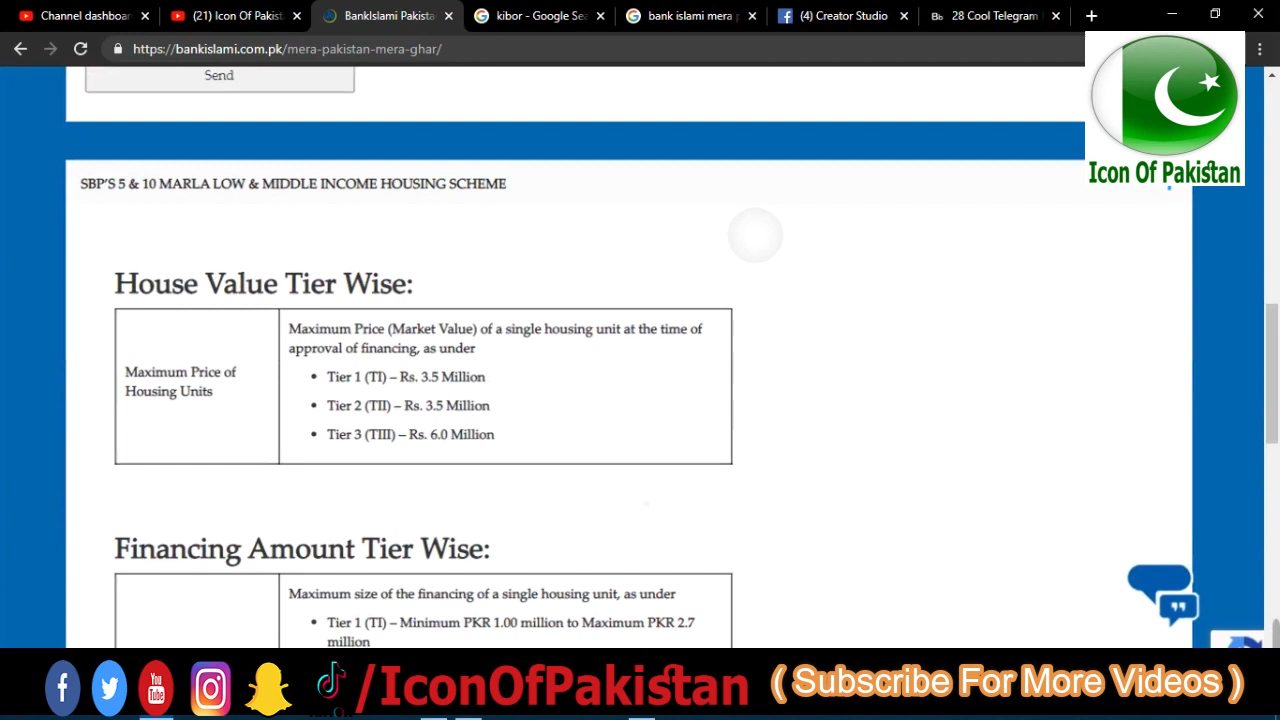 Channel dashboar
(21) Icon Of Pakist
BankIslami Pakista
kibor - Google Sea
bank islami mera p
(4) Creator Studio
Bb 28 Cool Telegram
https://bankislami.com.pk/mera-pakistan-mera-ghar/
Send
Icon Of Pakistan
SBP'S 5 & 10 MARLA LOW & MIDDLE INCOME HOUSING SCHEME
House Value Tier Wise:
Maximum Price of
Housing Units
Maximum Price (Market Value) of a single housing unit at the time of
approval of financing, as under
• Tier 1 (TI) – Rs. 3.5 Million
• Tier 2 (TII) – Rs. 3.5 Million
• Tier 3 (TIII) – Rs. 6.0 Million
Financing Amount Tier Wise:
Maximum size of the financing of a single housing unit, as under
• Tier 1 (TI) – Minimum PKR 1.00 million to Maximum PKR 2.7
million
You
Tube
/IconOfPakistan
( Subscribe For More Videos )